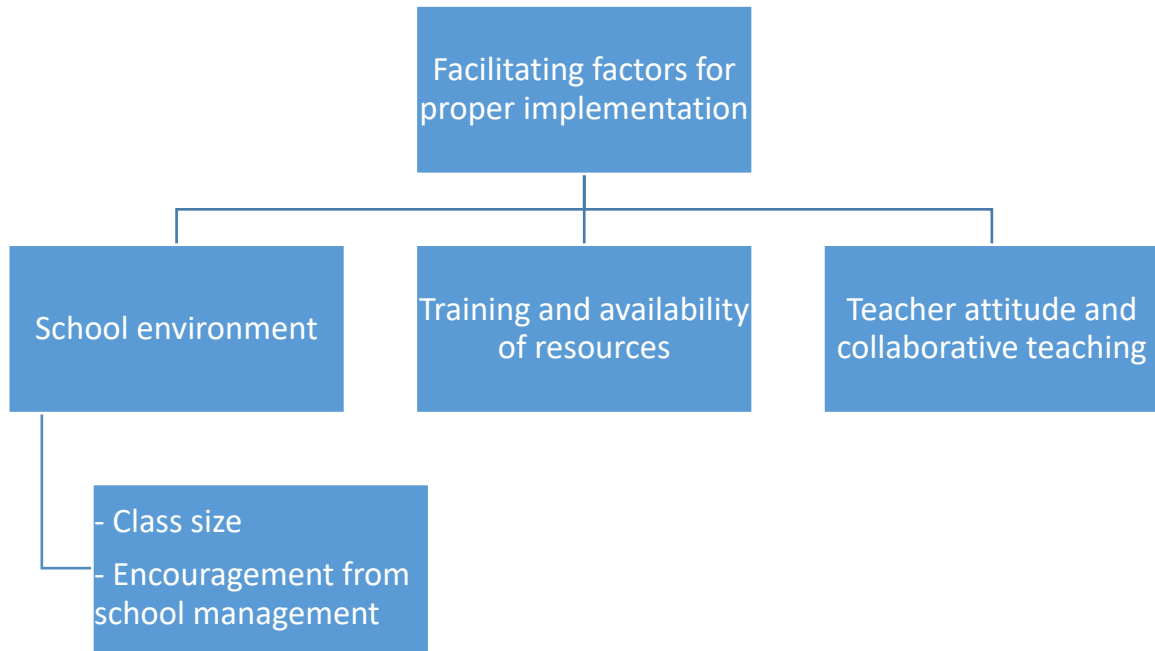 Facilitating factors for
proper implementation
School environment
Training and availability
of resources
Teacher attitude and
collaborative teaching
- Class size
- Encouragement from
school management